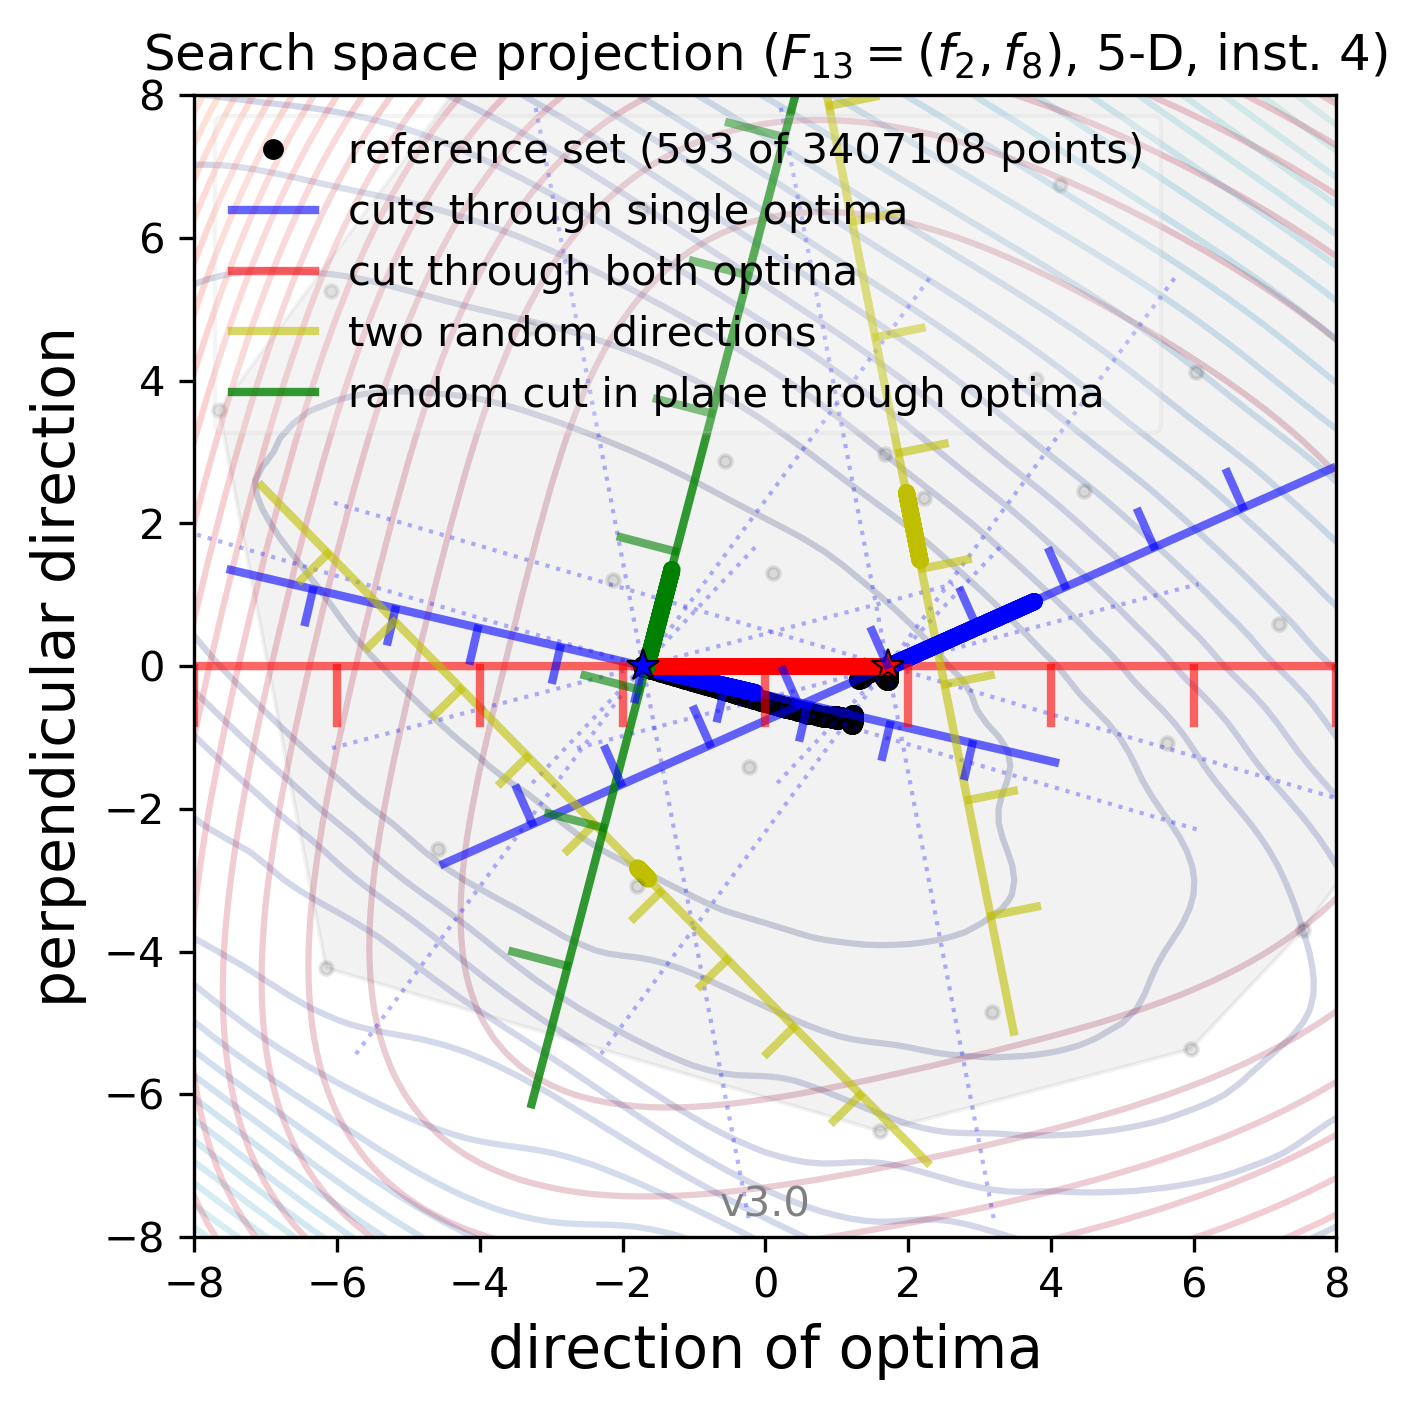 Search space projection (F₁₃ = (f₂, f₈), 5-D, inst. 4)
8
6
4
2
0
−2
−4
−6
−8
perpendicular direction
reference set (593 of 3407108 points)
cuts through single optima
cut through both optima
two random directions
random cut in plane through optima
v3.0
−8 −6 −4 −2 0 2 4 6 8
direction of optima